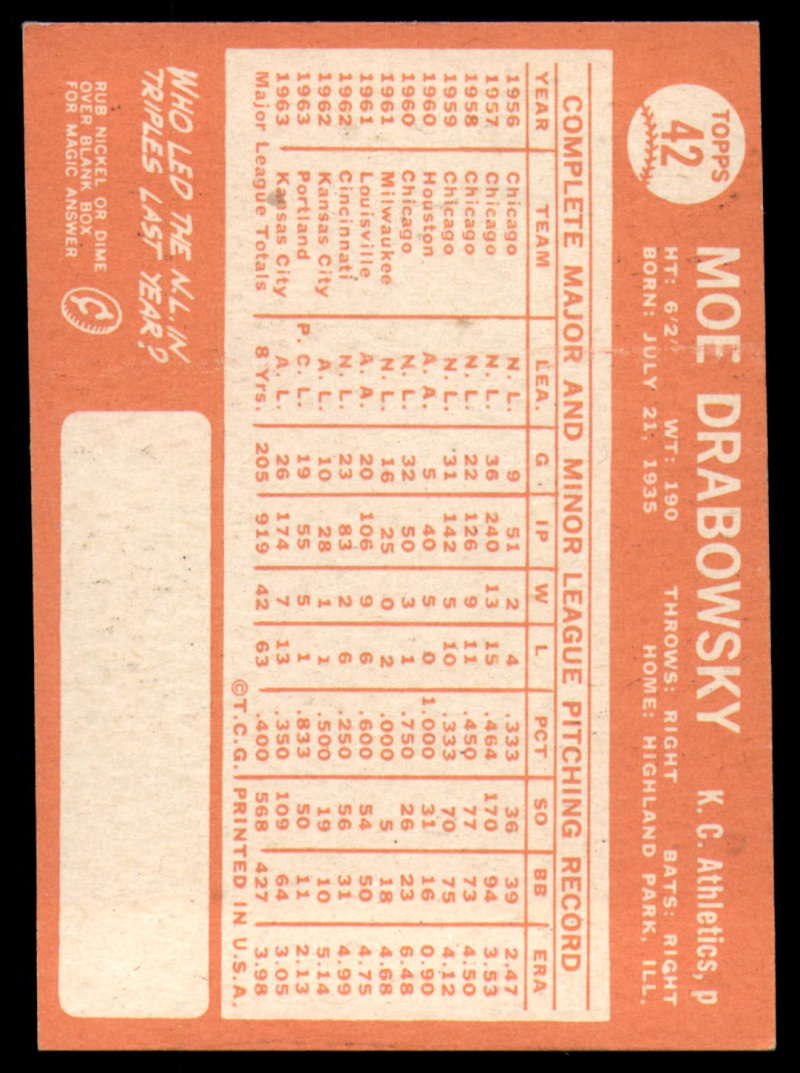 TOPPS
42
MOE DRABOWSKY K. C. Athletics, p
HT: 6'2" WT: 190 THROWS: RIGHT BATS: RIGHT
BORN: JULY 21, 1935 HOME: HIGHLAND PARK, ILL.
COMPLETE MAJOR AND MINOR LEAGUE PITCHING RECORD
YEAR TEAM LEA. G IP W L PCT SO BB ERA
1956 Chicago N. L. 9 51 2 4 .333 36 39 2.47
1957 Chicago N. L. 36 240 13 15 .464 170 94 3.53
1958 Chicago N. L. 22 126 9 11 .450 77 73 4.50
1959 Chicago N. L. 31 142 5 10 .333 70 75 4.12
1960 Houston A. A. 5 40 5 0 1.000 31 16 0.90
1960 Chicago N. L. 32 50 3 1 .750 26 23 6.48
1961 Milwaukee N. L. 16 25 0 2 .000 5 18 4.68
1961 Louisville A. A. 20 106 9 6 .600 54 50 4.75
1962 Cincinnati N. L. 23 83 2 6 .250 56 31 4.99
1962 Kansas City A. L. 10 28 1 1 .500 19 10 5.14
1963 Portland P. C. L. 19 55 5 1 .833 50 11 2.13
1963 Kansas City A. L. 26 174 7 13 .350 109 64 3.05
Major League Totals 8 Yrs. 205 919 42 63 .400 568 427 3.98
©T.C.G. PRINTED IN U.S.A.
WHO LED THE N.L. IN
TRIPLES LAST YEAR?
RUB NICKEL OR DIME
OVER BLANK BOX
FOR MAGIC ANSWER